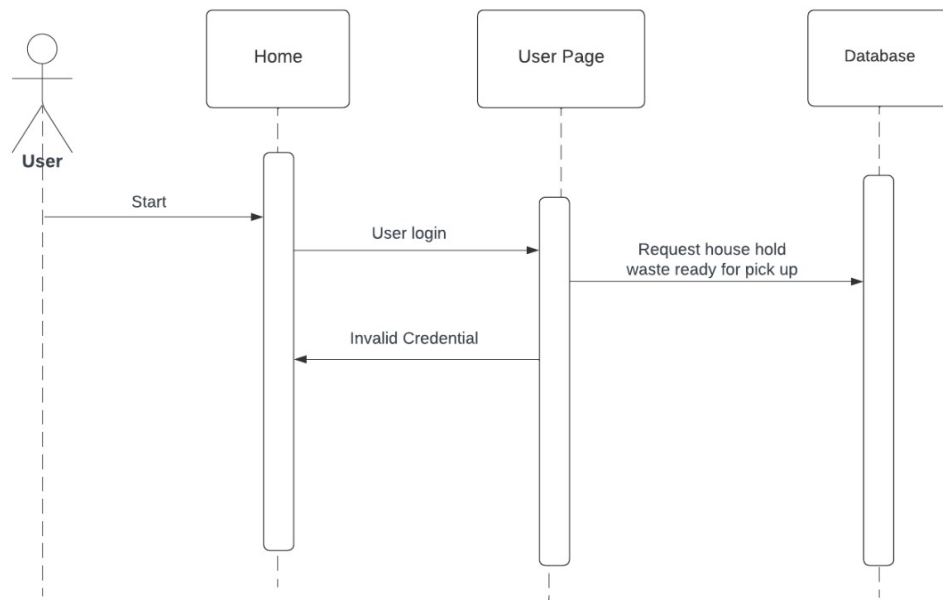 Home
User Page
Database
User
Start
User login
Request house hold
waste ready for pick up
Invalid Credential